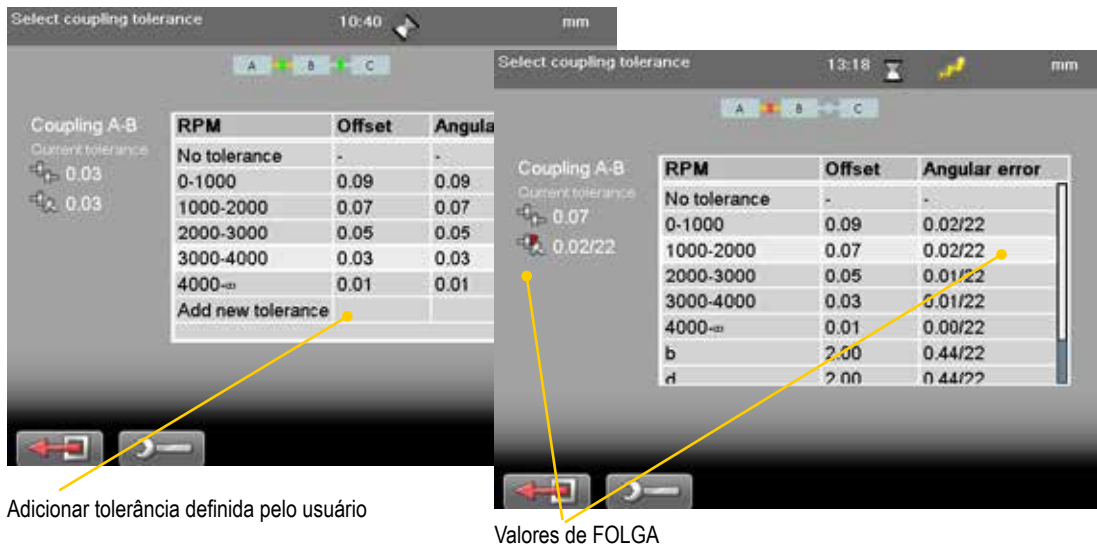 Select coupling tolerance 10:40 mm
A B C
Coupling A-B
Current tolerance
0.03
0.03
RPM Offset Angula
No tolerance - -
0-1000 0.09 0.09
1000-2000 0.07 0.07
2000-3000 0.05 0.05
3000-4000 0.03 0.03
4000-∞ 0.01 0.01
Add new tolerance
Adicionar tolerância definida pelo usuário
Select coupling tolerance 13:18 mm
A B C
Coupling A-B
Current tolerance
0.07
0.02/22
RPM Offset Angular error
No tolerance - -
0-1000 0.09 0.02/22
1000-2000 0.07 0.02/22
2000-3000 0.05 0.01/22
3000-4000 0.03 0.01/22
4000-∞ 0.01 0.00/22
b 2.00 0.44/22
d 2.00 0.44/22
Valores de FOLGA